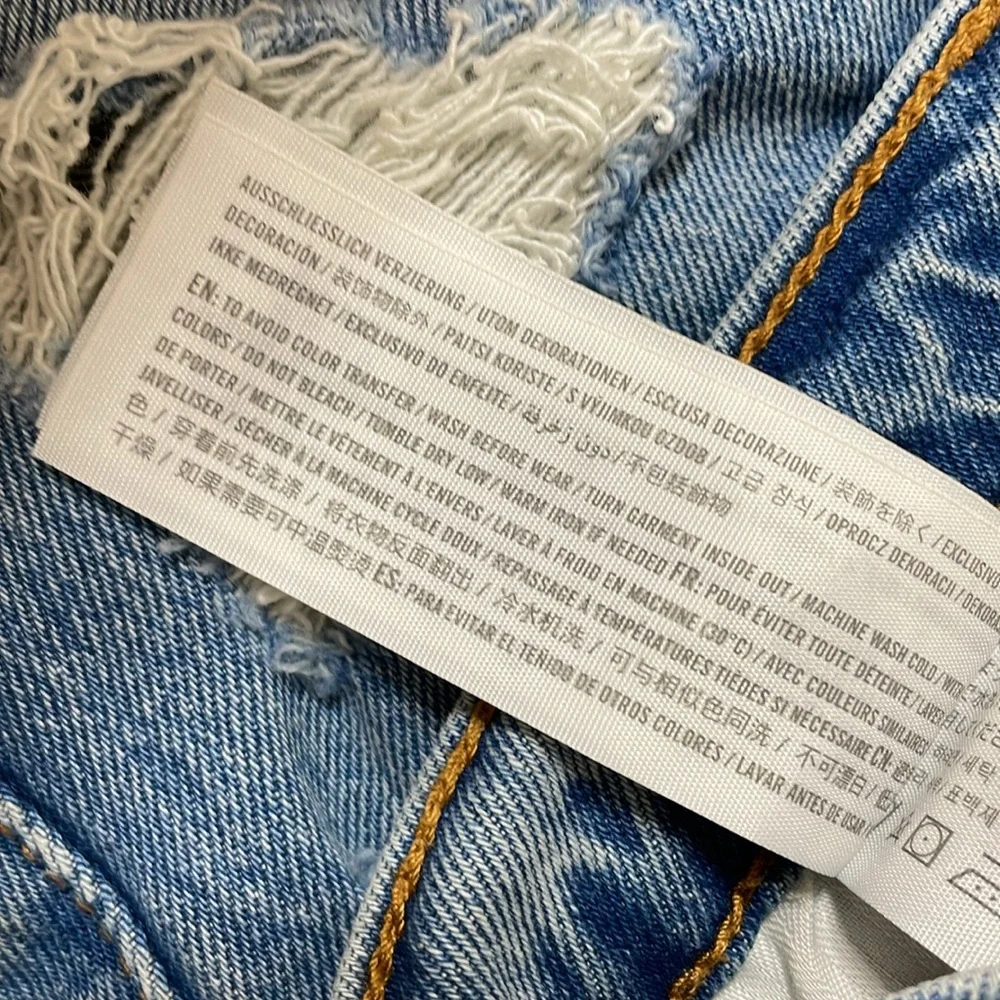 AUSSCHLIESSLICH VERZIERUNG / UTOM DEKORATIONEN / ESCLUSA DECORAZIONE / 装飾を除く / EXCLUSIVE
DECORACIÓN / 装饰物除外 / PAITSI KORISTE / S VÝJIMKOU OZDOB / 고급 장식 / OPROCZ DEKORACJI / DEKORE
IKKE MEDREGNET / EXCLUSIVO DO ENFEITE / دون زخرفة / 不包括飾物
EN: TO AVOID COLOR TRANSFER / WASH BEFORE WEAR / TURN GARMENT INSIDE OUT / MACHINE WASH COLD / WITH
COLORS / DO NOT BLEACH / TUMBLE DRY LOW / WARM IRON IF NEEDED FR: POUR ÉVITER TOUTE DÉTEINTE / LAVER
DE PORTER / METTRE LE VÊTEMENT À L'ENVERS / LAVER À FROID EN MACHINE (30°C) / AVEC COULEURS SIMILAIRES
JAVELLISER / SÉCHER À LA MACHINE CYCLE DOUX / REPASSAGE À TEMPÉRATURES TIÈDES SI NÉCESSAIRE CN:
色 / 穿着前先洗涤 / 将衣物反面翻出 / 冷水机洗 / 可与相似色同洗 / 不可漂白 /
干燥 / 如果需要可中温熨烫 ES: PARA EVITAR EL TEÑIDO DE OTROS COLORES / LAVAR ANTES DE USAR